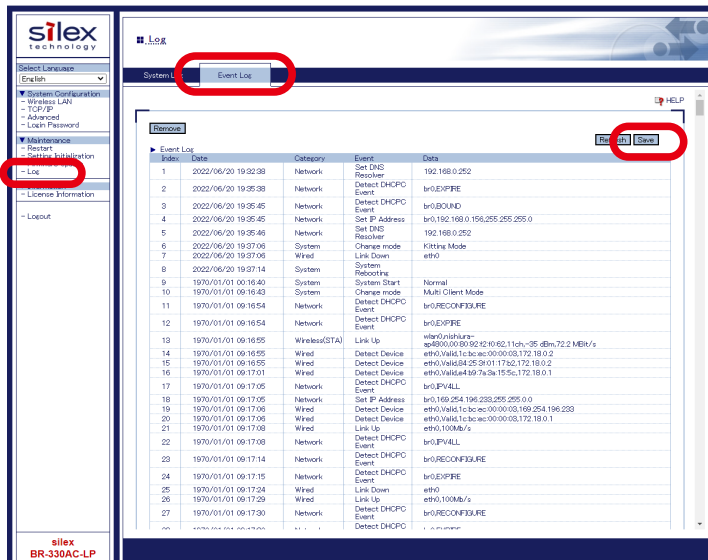 silex
technology
Select Language
English
▼ System Configuration
- Wireless LAN
- TCP/IP
- Advanced
- Login Password
▼ Maintenance
- Restart
- Setting Initialization
- Log
- License Information
- Logout
silex
BR-330AC-LP
Log
System L
Event Log
HELP
Remove
Save
▶ Event Log
Index Date Category Event Data
1 2022/06/20 19:32:38 Network Set DNS Resolver 192.168.0.252
2 2022/06/20 19:35:38 Network Detect DHCPC Event br0,EXPIRE
3 2022/06/20 19:35:45 Network Detect DHCPC Event br0,BOUND
4 2022/06/20 19:35:45 Network Set IP Address br0,192.168.0.156,255.255.255.0
5 2022/06/20 19:35:46 Network Set DNS Resolver 192.168.0.252
6 2022/06/20 19:37:06 System Change mode Kitting Mode
7 2022/06/20 19:37:06 Wired Link Down eth0
8 2022/06/20 19:37:14 System System Rebooting
9 1970/01/01 00:16:40 System System Start Normal
10 1970/01/01 09:16:43 System Change mode Multi Client Mode
11 1970/01/01 09:16:54 Network Detect DHCPC Event br0,RECONFIGURE
12 1970/01/01 09:16:54 Network Detect DHCPC Event br0,EXPIRE
13 1970/01/01 09:16:55 Wireless(STA) Link Up wlan0,nishiura-ap4800,00:80:92:f2:f0:62,11ch,-35 dBm,72.2 MBit/s
14 1970/01/01 09:16:55 Wired Detect Device eth0,Valid,1c:bc:ec:00:00:03,172.18.0.2
15 1970/01/01 09:16:55 Wired Detect Device eth0,Valid,84:25:3f:01:17:b2,172.18.0.2
16 1970/01/01 09:17:01 Wired Detect Device eth0,Valid,e4:b9:7a:3a:15:5c,172.18.0.1
17 1970/01/01 09:17:05 Network Detect DHCPC Event br0,IPV4LL
18 1970/01/01 09:17:05 Network Set IP Address br0,169.254.196.233,255.255.0.0
19 1970/01/01 09:17:06 Wired Detect Device eth0,Valid,1c:bc:ec:00:00:03,169.254.196.233
20 1970/01/01 09:17:06 Wired Detect Device eth0,Valid,1c:bc:ec:00:00:03,172.18.0.1
21 1970/01/01 09:17:08 Wired Link Up eth0,100Mb/s
22 1970/01/01 09:17:08 Network Detect DHCPC Event br0,IPV4LL
23 1970/01/01 09:17:14 Network Detect DHCPC Event br0,RECONFIGURE
24 1970/01/01 09:17:15 Network Detect DHCPC Event br0,EXPIRE
25 1970/01/01 09:17:24 Wired Link Down eth0
26 1970/01/01 09:17:29 Wired Link Up eth0,100Mb/s
27 1970/01/01 09:17:30 Network Detect DHCPC Event br0,RECONFIGURE
Detect DHCPC